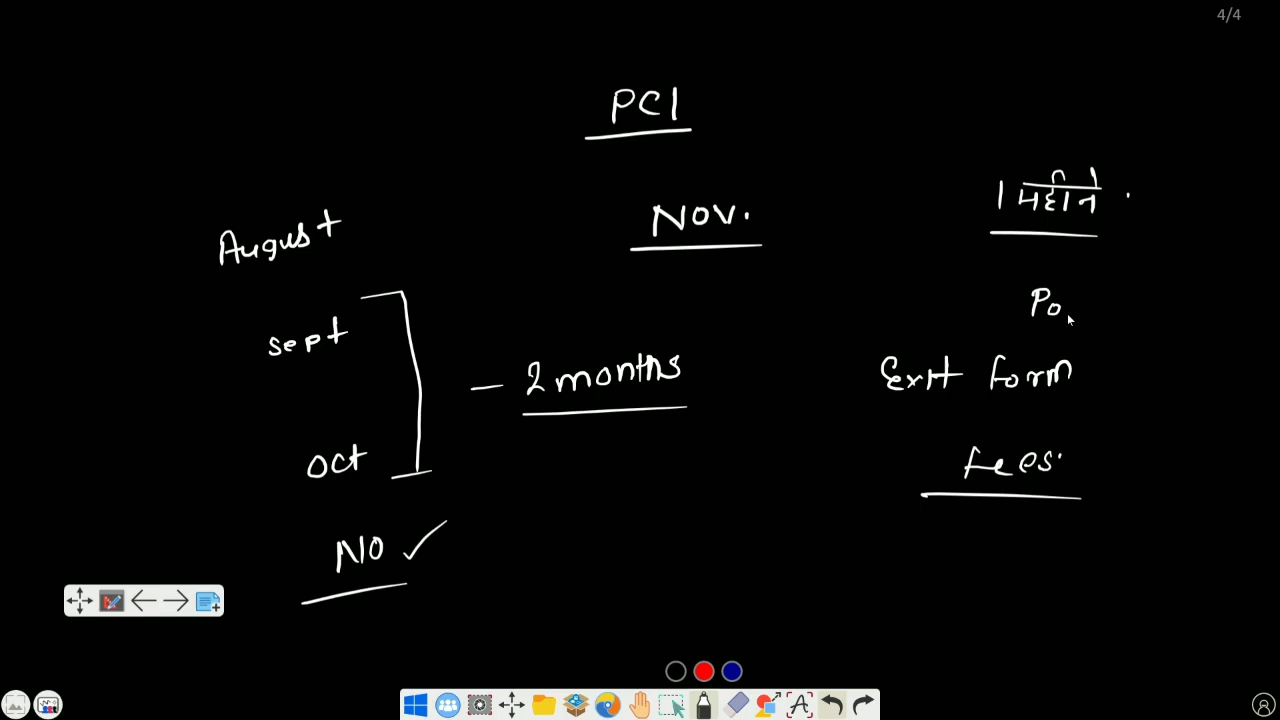 4/4
PCI
1 महीने
Nov.
August
Po
sept
2 months
Exit form
oct
fees.
NO